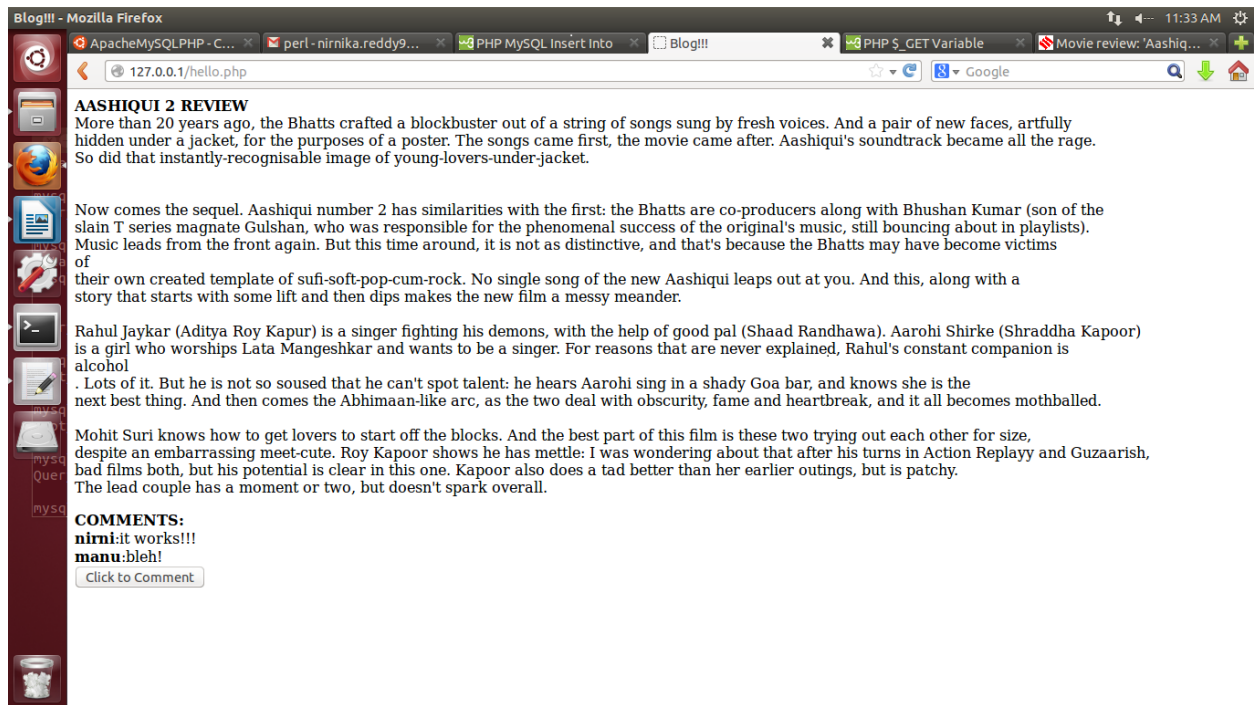 Blog!!! - Mozilla Firefox
11:33 AM
ApacheMySQLPHP - C...
perl - nirnika.reddy9...
PHP MySQL Insert Into
Blog!!!
PHP $_GET Variable
Movie review: 'Aashiq...
127.0.0.1/hello.php
Google
AASHIQUI 2 REVIEW
More than 20 years ago, the Bhatts crafted a blockbuster out of a string of songs sung by fresh voices. And a pair of new faces, artfully
hidden under a jacket, for the purposes of a poster. The songs came first, the movie came after. Aashiqui's soundtrack became all the rage.
So did that instantly-recognisable image of young-lovers-under-jacket.
Now comes the sequel. Aashiqui number 2 has similarities with the first: the Bhatts are co-producers along with Bhushan Kumar (son of the
slain T series magnate Gulshan, who was responsible for the phenomenal success of the original's music, still bouncing about in playlists).
Music leads from the front again. But this time around, it is not as distinctive, and that's because the Bhatts may have become victims
of
their own created template of sufi-soft-pop-cum-rock. No single song of the new Aashiqui leaps out at you. And this, along with a
story that starts with some lift and then dips makes the new film a messy meander.
Rahul Jaykar (Aditya Roy Kapur) is a singer fighting his demons, with the help of good pal (Shaad Randhawa). Aarohi Shirke (Shraddha Kapoor)
is a girl who worships Lata Mangeshkar and wants to be a singer. For reasons that are never explained, Rahul's constant companion is
alcohol
. Lots of it. But he is not so soused that he can't spot talent: he hears Aarohi sing in a shady Goa bar, and knows she is the
next best thing. And then comes the Abhimaan-like arc, as the two deal with obscurity, fame and heartbreak, and it all becomes mothballed.
Mohit Suri knows how to get lovers to start off the blocks. And the best part of this film is these two trying out each other for size,
despite an embarrassing meet-cute. Roy Kapoor shows he has mettle: I was wondering about that after his turns in Action Replayy and Guzaarish,
bad films both, but his potential is clear in this one. Kapoor also does a tad better than her earlier outings, but is patchy.
The lead couple has a moment or two, but doesn't spark overall.
COMMENTS:
nirni:it works!!!
manu:bleh!
Click to Comment